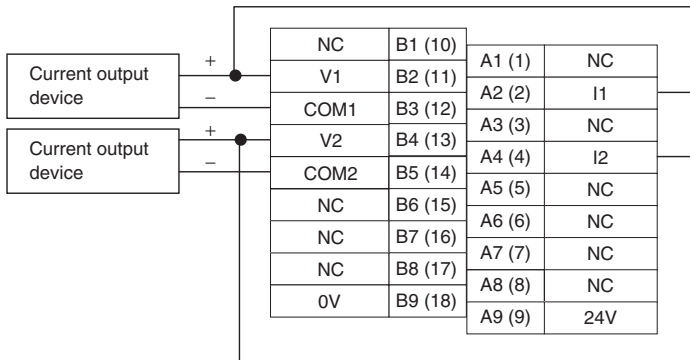 Current output
device
+
−
Current output
device
+
−
NC B1 (10)
V1 B2 (11)
COM1 B3 (12)
V2 B4 (13)
COM2 B5 (14)
NC B6 (15)
NC B7 (16)
NC B8 (17)
0V B9 (18)
A1 (1) NC
A2 (2) I1
A3 (3) NC
A4 (4) I2
A5 (5) NC
A6 (6) NC
A7 (7) NC
A8 (8) NC
A9 (9) 24V